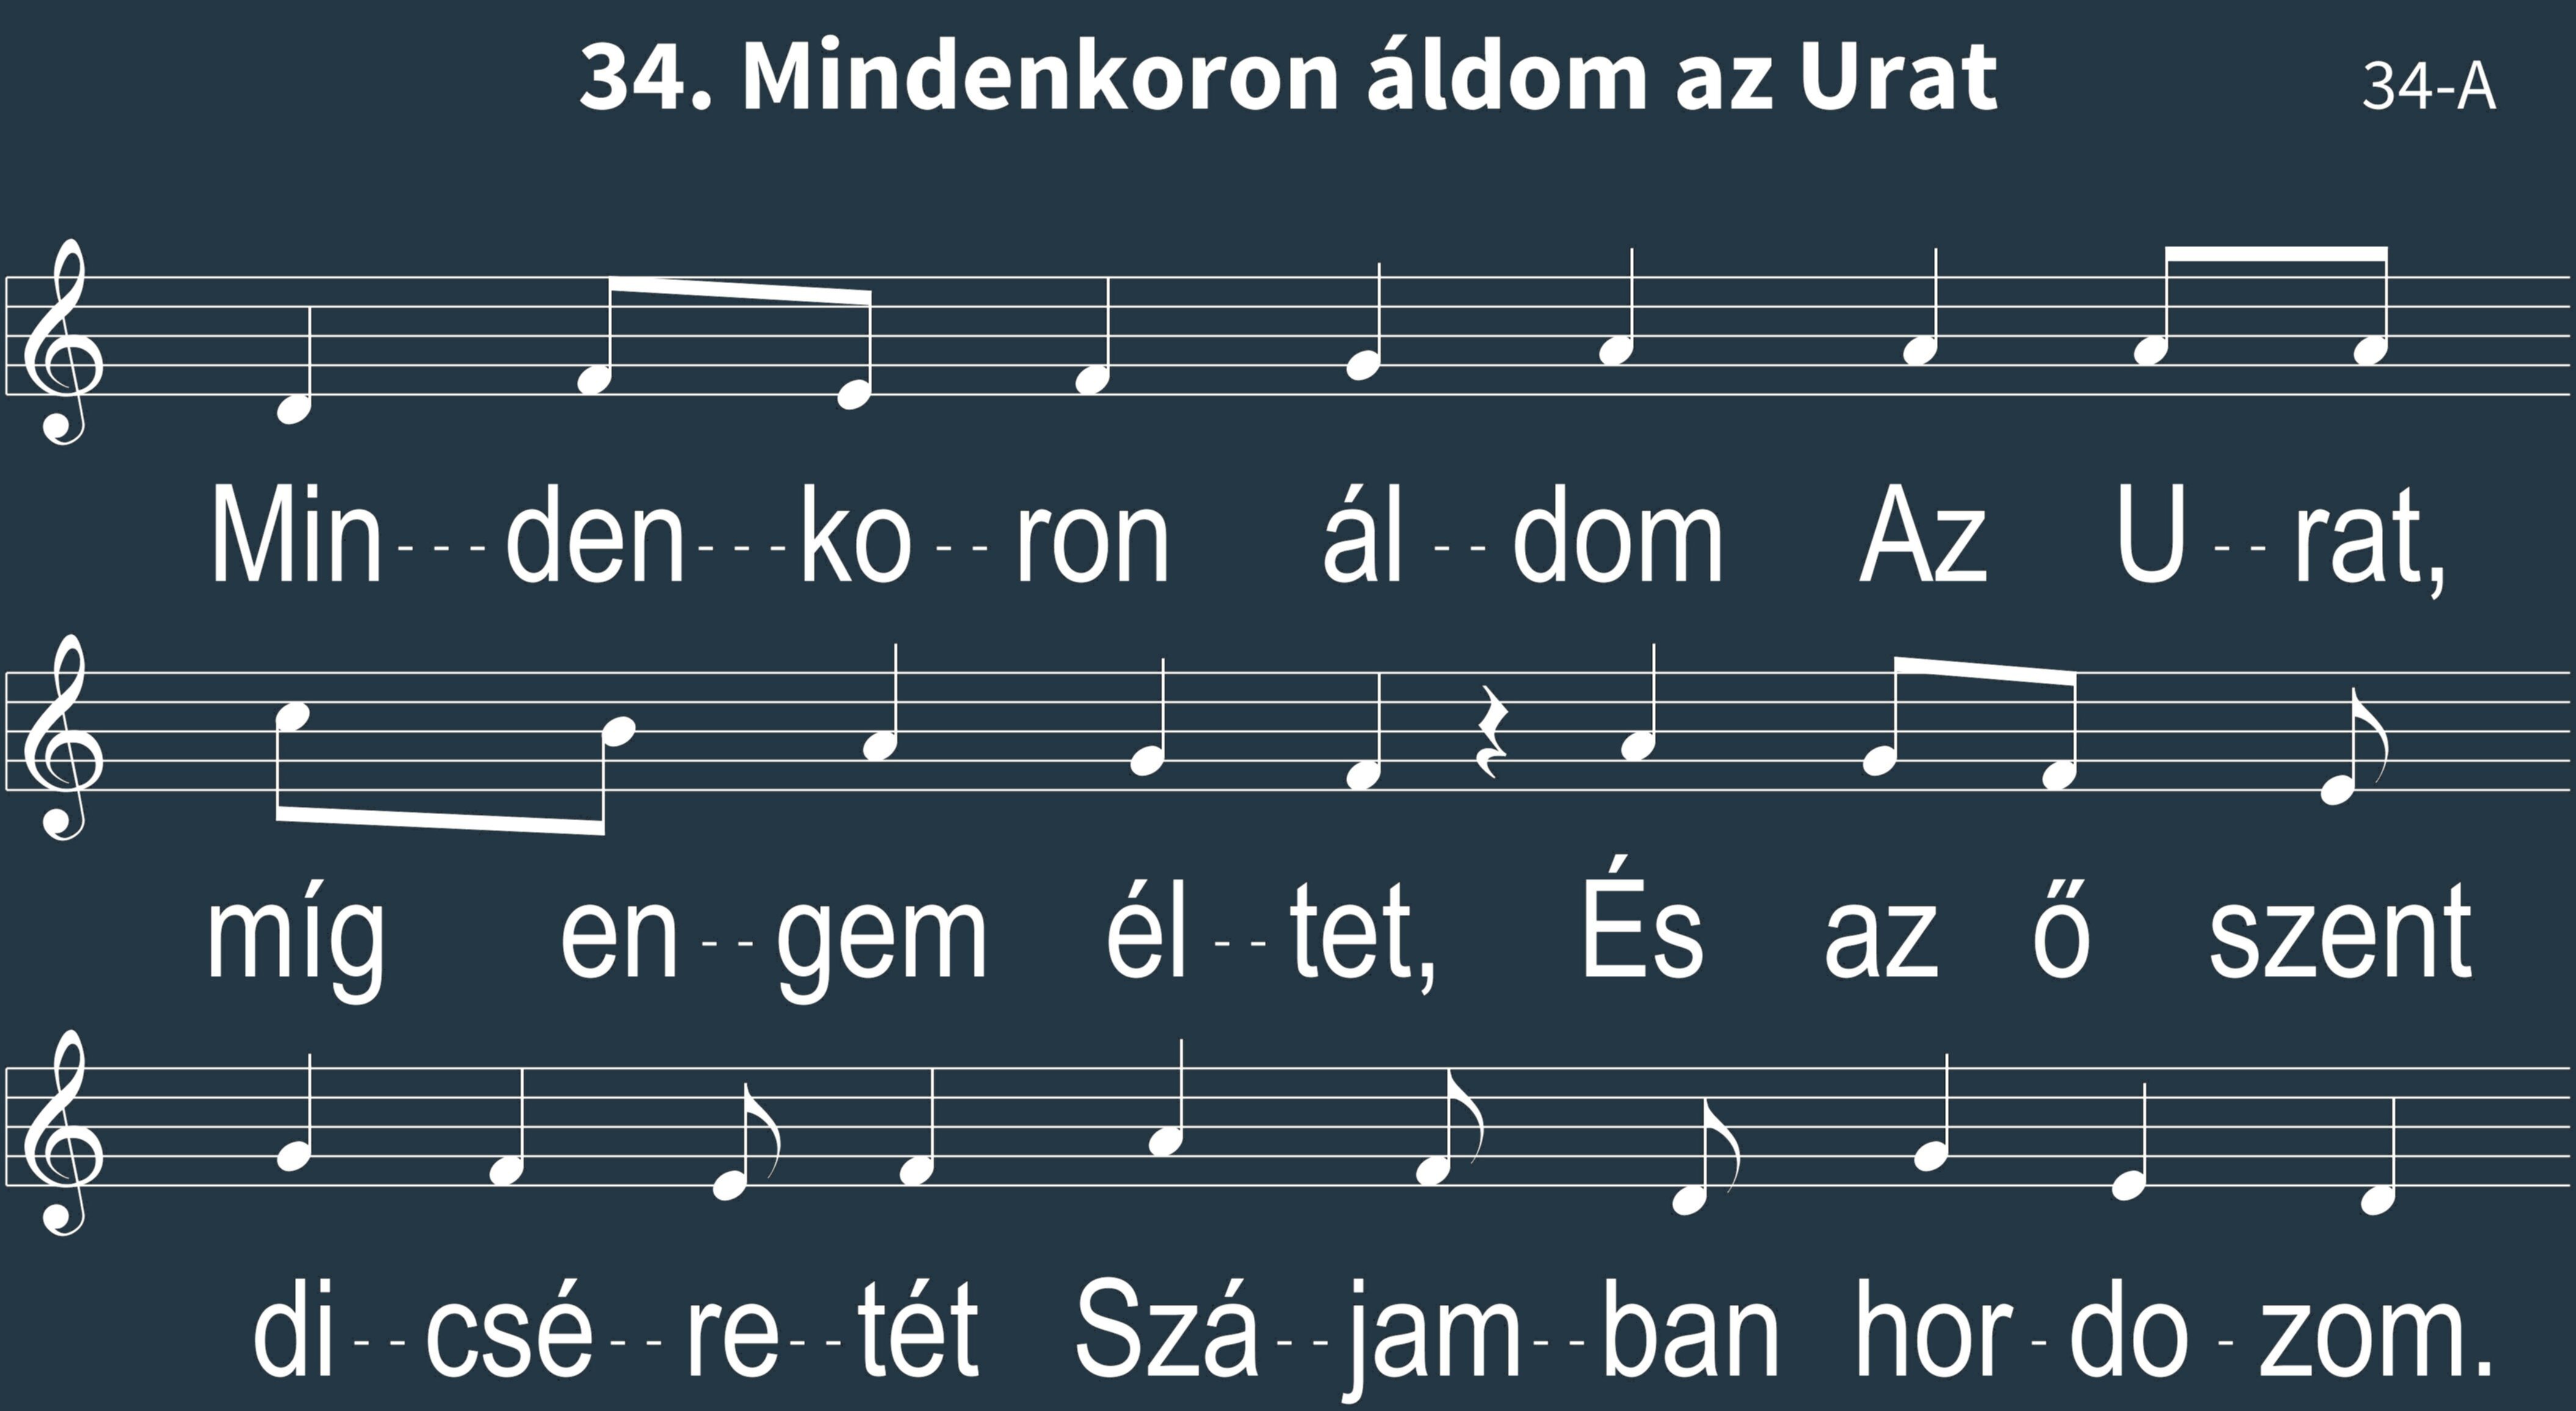 34. Mindenkoron áldom az Urat
34-A
Min---den---ko--ron ál--dom Az U--rat,
míg en--gem él--tet, És az ő szent
di--csé--re--tét Szá--jam--ban hor-do-zom.